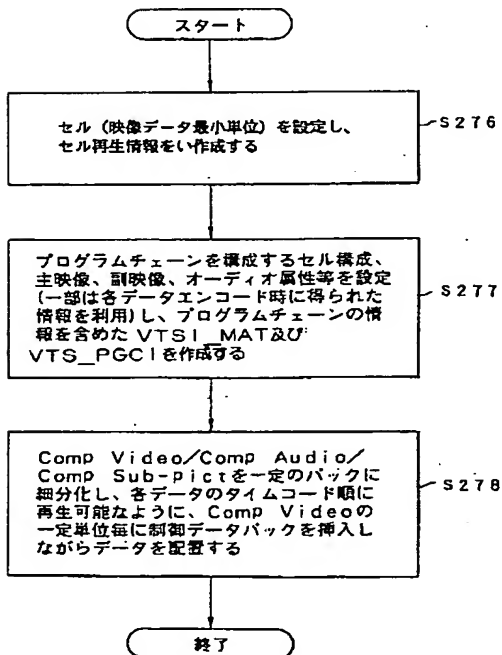 スタート
セル（映像データ最小単位）を設定し、
セル再生情報をい作成する
S276
プログラムチェーンを構成するセル構成、
主映像、副映像、オーディオ属性等を設定
(一部は各データエンコード時に得られた
情報を利用)し、プログラムチェーンの情
報を含めた VTSI_MAT及び
VTS_PGCIを作成する
S277
Comp Video/Comp Audio/
Comp Sub-pictを一定のパックに
細分化し、各データのタイムコード順に
再生可能なように、Comp Videoの
一定単位毎に制御データパックを挿入し
ながらデータを配置する
S278
終了